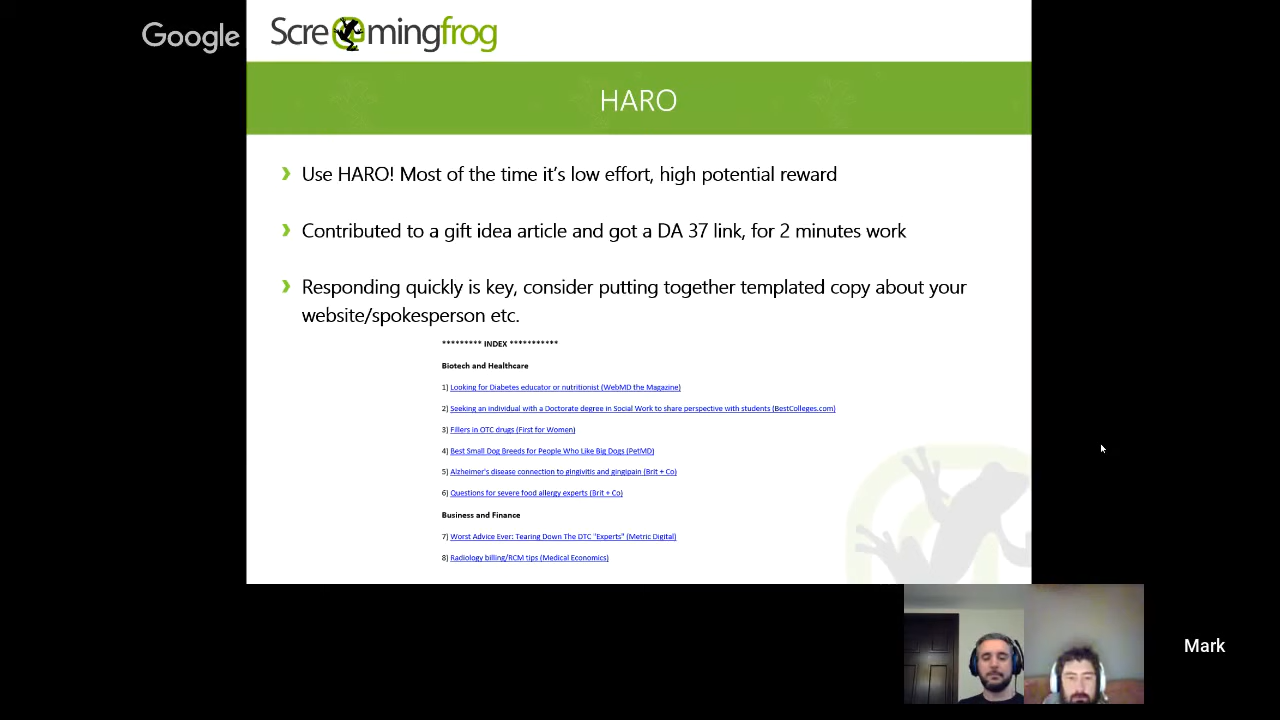 Google
Scre@mingfrog
HARO
Use HARO! Most of the time it's low effort, high potential reward
Contributed to a gift idea article and got a DA 37 link, for 2 minutes work
Responding quickly is key, consider putting together templated copy about your
website/spokesperson etc.
********* INDEX ***********
Biotech and Healthcare
1) Looking for Diabetes educator or nutritionist (WebMD the Magazine)
2) Seeking an individual with a Doctorate degree in Social Work to share perspective with students (BestColleges.com)
3) Fillers in OTC drugs (First for Women)
4) Best Small Dog Breeds for People Who Like Big Dogs (PetMD)
5) Alzheimer's disease connection to gingivitis and gingipain (Brit + Co)
6) Questions for severe food allergy experts (Brit + Co)
Business and Finance
7) Worst Advice Ever: Tearing Down The DTC "Experts" (Metric Digital)
8) Radiology billing/RCM tips (Medical Economics)
Mark